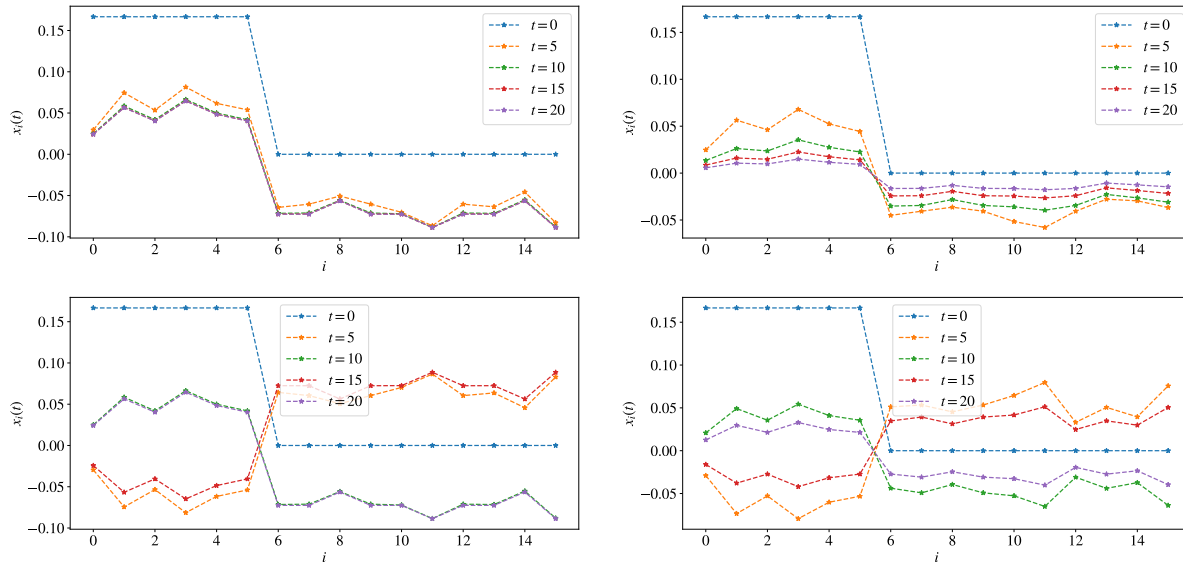 0.15
0.10
0.05
0.00
−0.05
−0.10
x_i(t)
0 2 4 6 8 10 12 14
i
t = 0
t = 5
t = 10
t = 15
t = 20
0.15
0.10
0.05
0.00
−0.05
x_i(t)
0 2 4 6 8 10 12 14
i
t = 0
t = 5
t = 10
t = 15
t = 20
0.15
0.10
0.05
0.00
−0.05
−0.10
x_i(t)
0 2 4 6 8 10 12 14
i
t = 0
t = 5
t = 10
t = 15
t = 20
0.15
0.10
0.05
0.00
−0.05
x_i(t)
0 2 4 6 8 10 12 14
i
t = 0
t = 5
t = 10
t = 15
t = 20